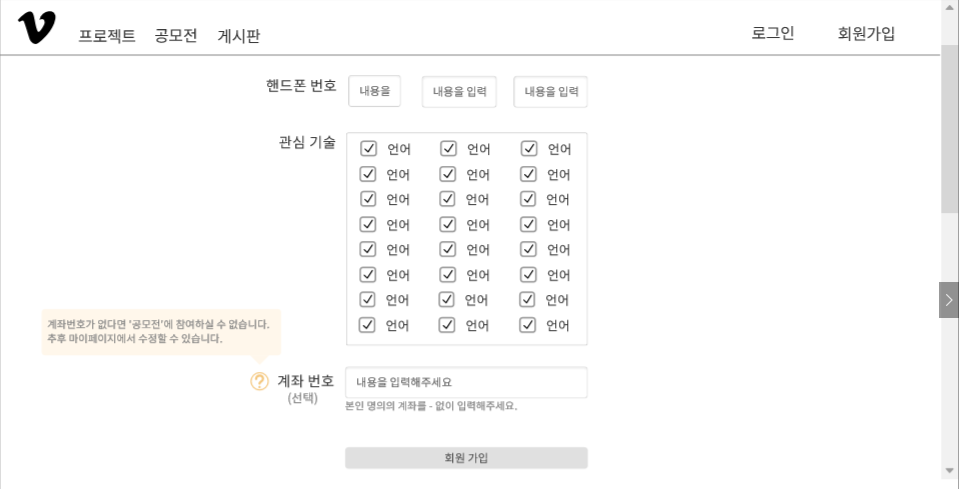 프로젝트 공모전 게시판 로그인 회원가입
핸드폰 번호 내용을 내용을 입력 내용을 입력
관심 기술 언어 언어 언어
언어 언어 언어
언어 언어 언어
언어 언어 언어
언어 언어 언어
언어 언어 언어
언어 언어 언어
언어 언어 언어
계좌번호가 없다면 '공모전'에 참여하실 수 없습니다.
추후 마이페이지에서 수정할 수 있습니다.
? 계좌 번호 내용을 입력해주세요
(선택)
본인 명의의 계좌를 - 없이 입력해주세요.
회원 가입